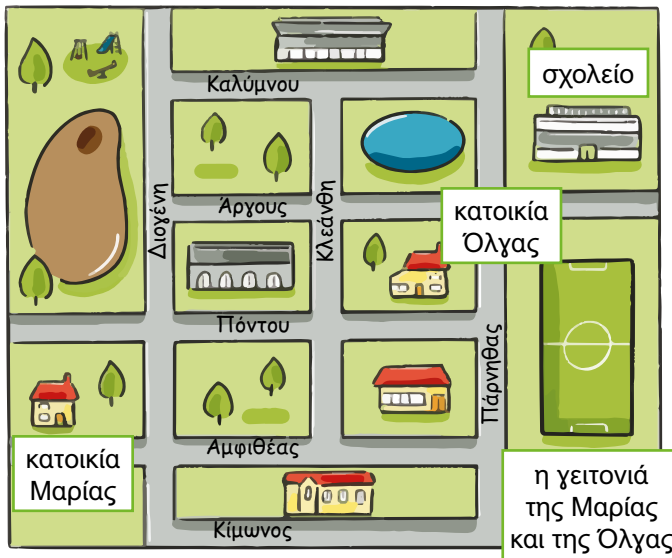 Καλύμνου
σχολείο
Διογένη
Άργους
Κλεάνθη
κατοικία
Όλγας
Πόντου
Πάρνηθας
Αμφιθέας
κατοικία
Μαρίας
Κίμωνος
η γειτονιά
της Μαρίας
και της Όλγας